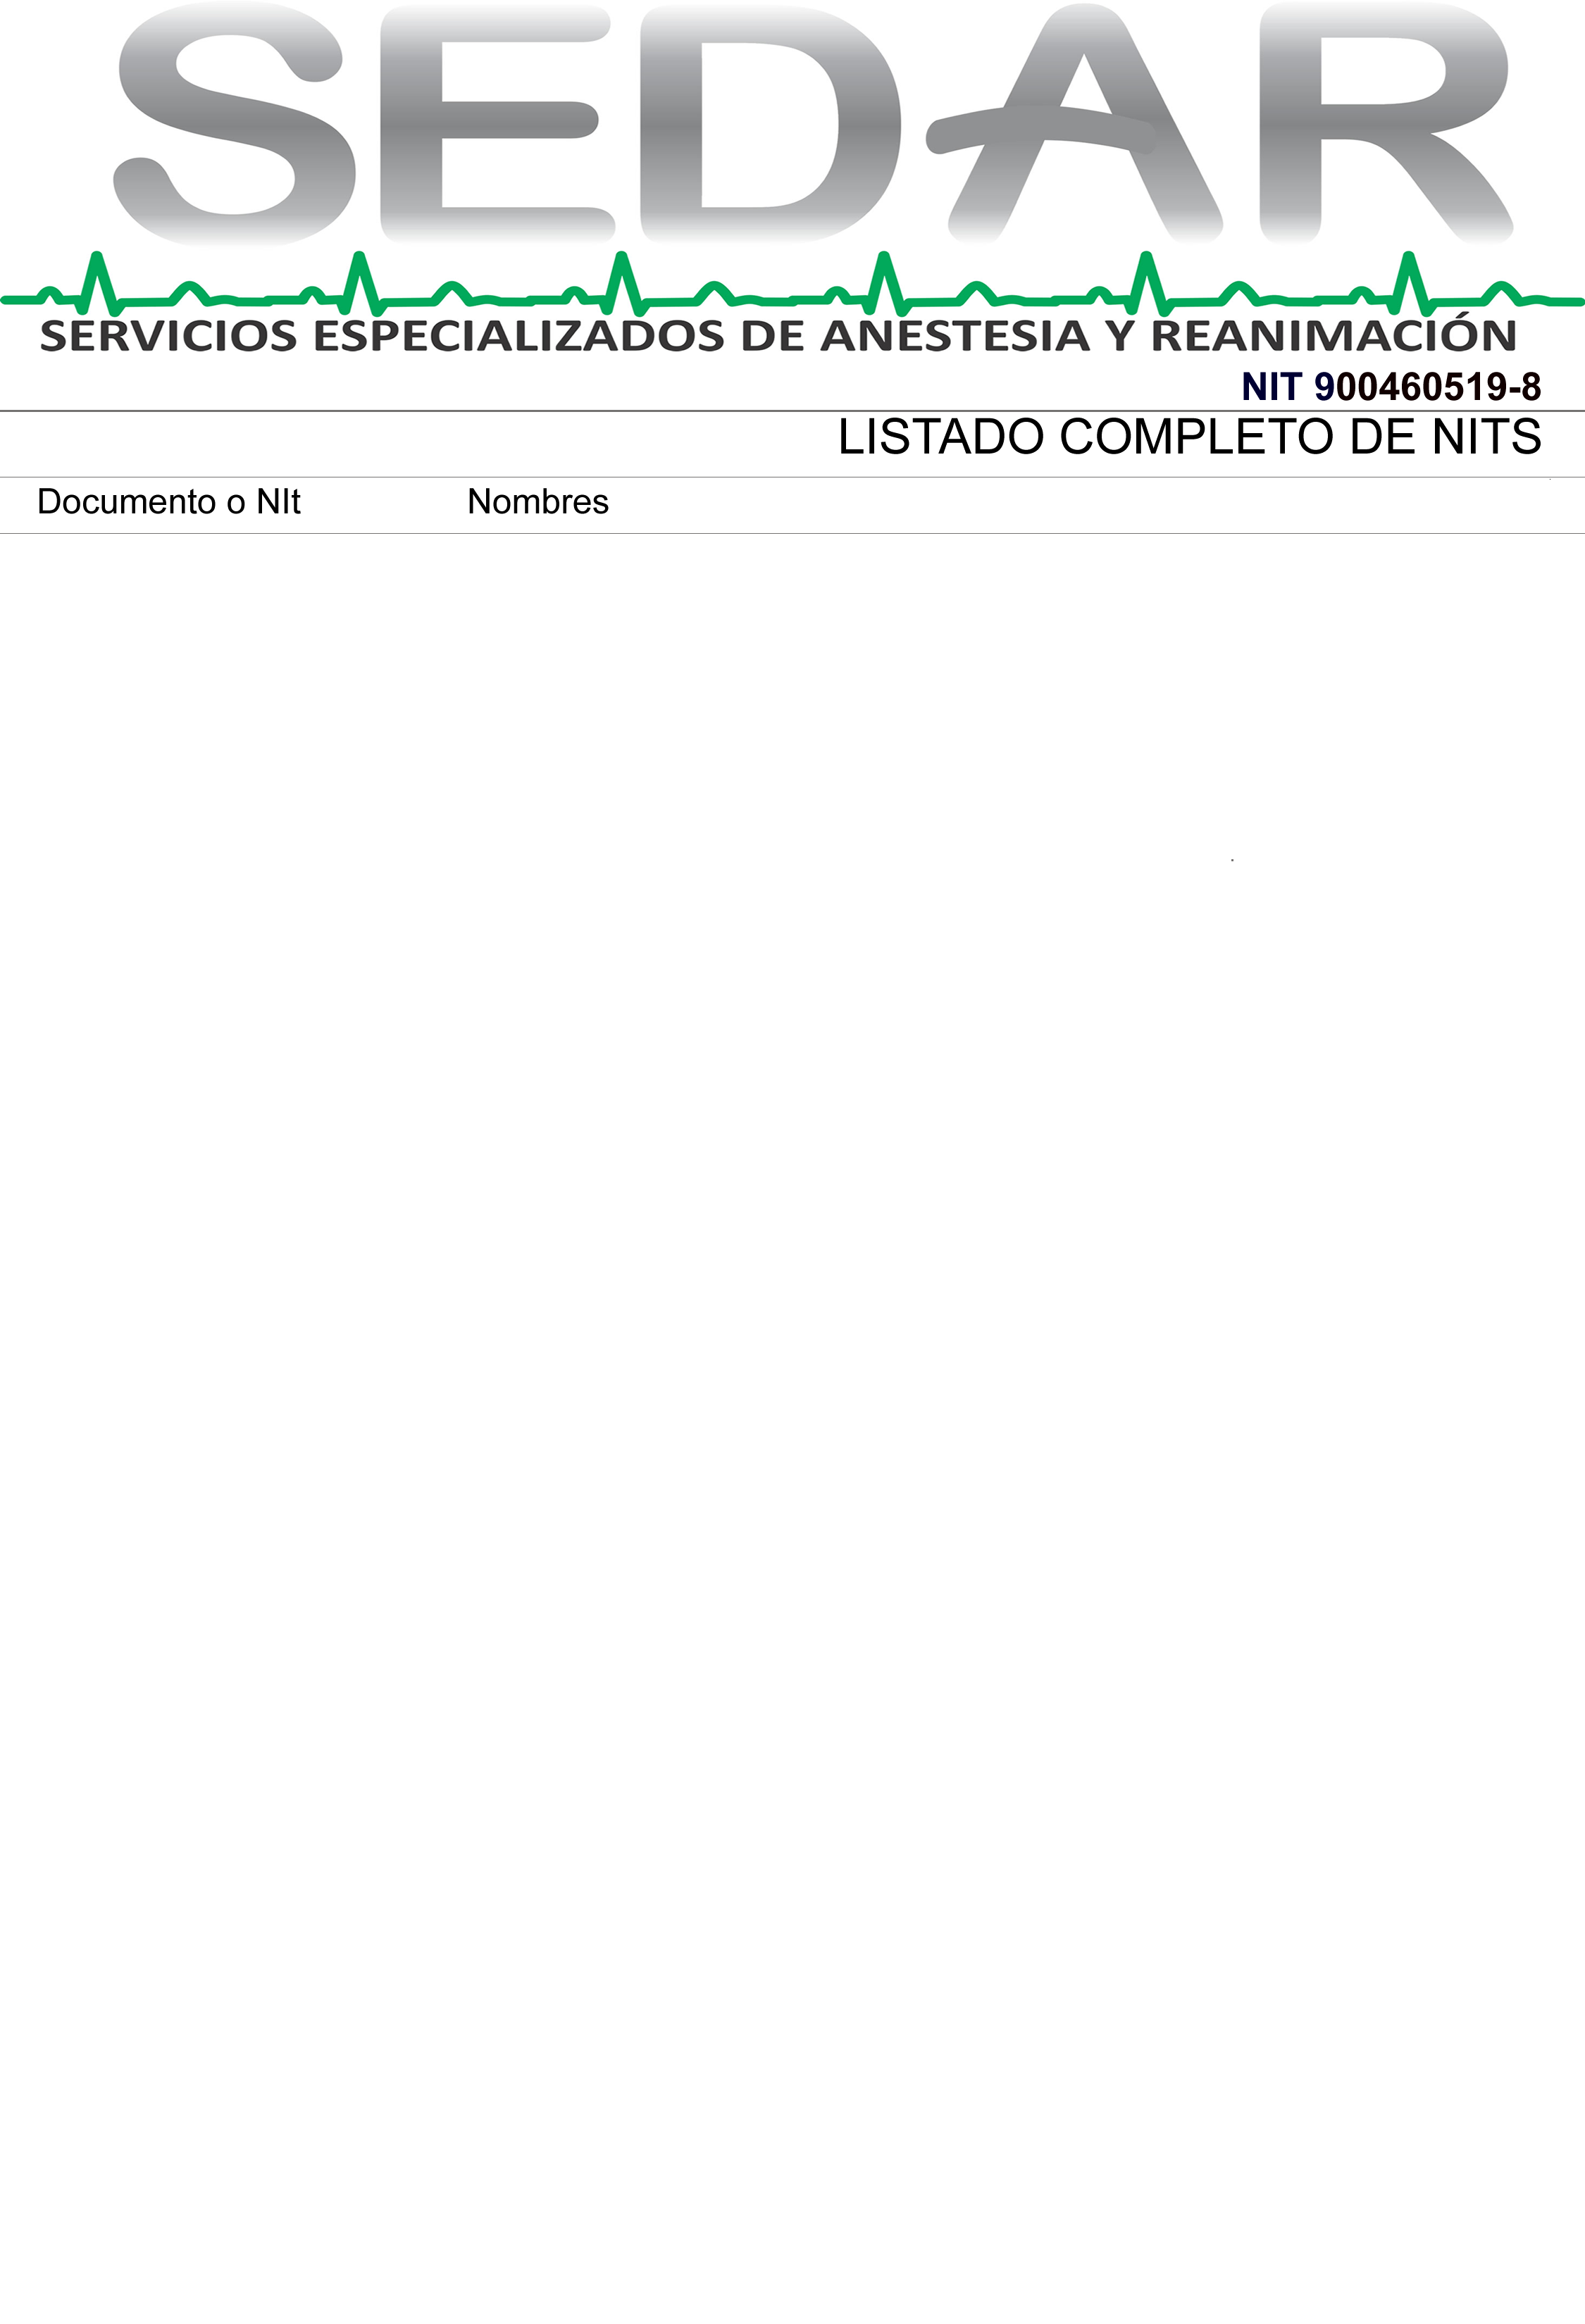 SEDAR
SERVICIOS ESPECIALIZADOS DE ANESTESIA Y REANIMACIÓN
NIT 900460519-8
LISTADO COMPLETO DE NITS
Documento o NIt Nombres